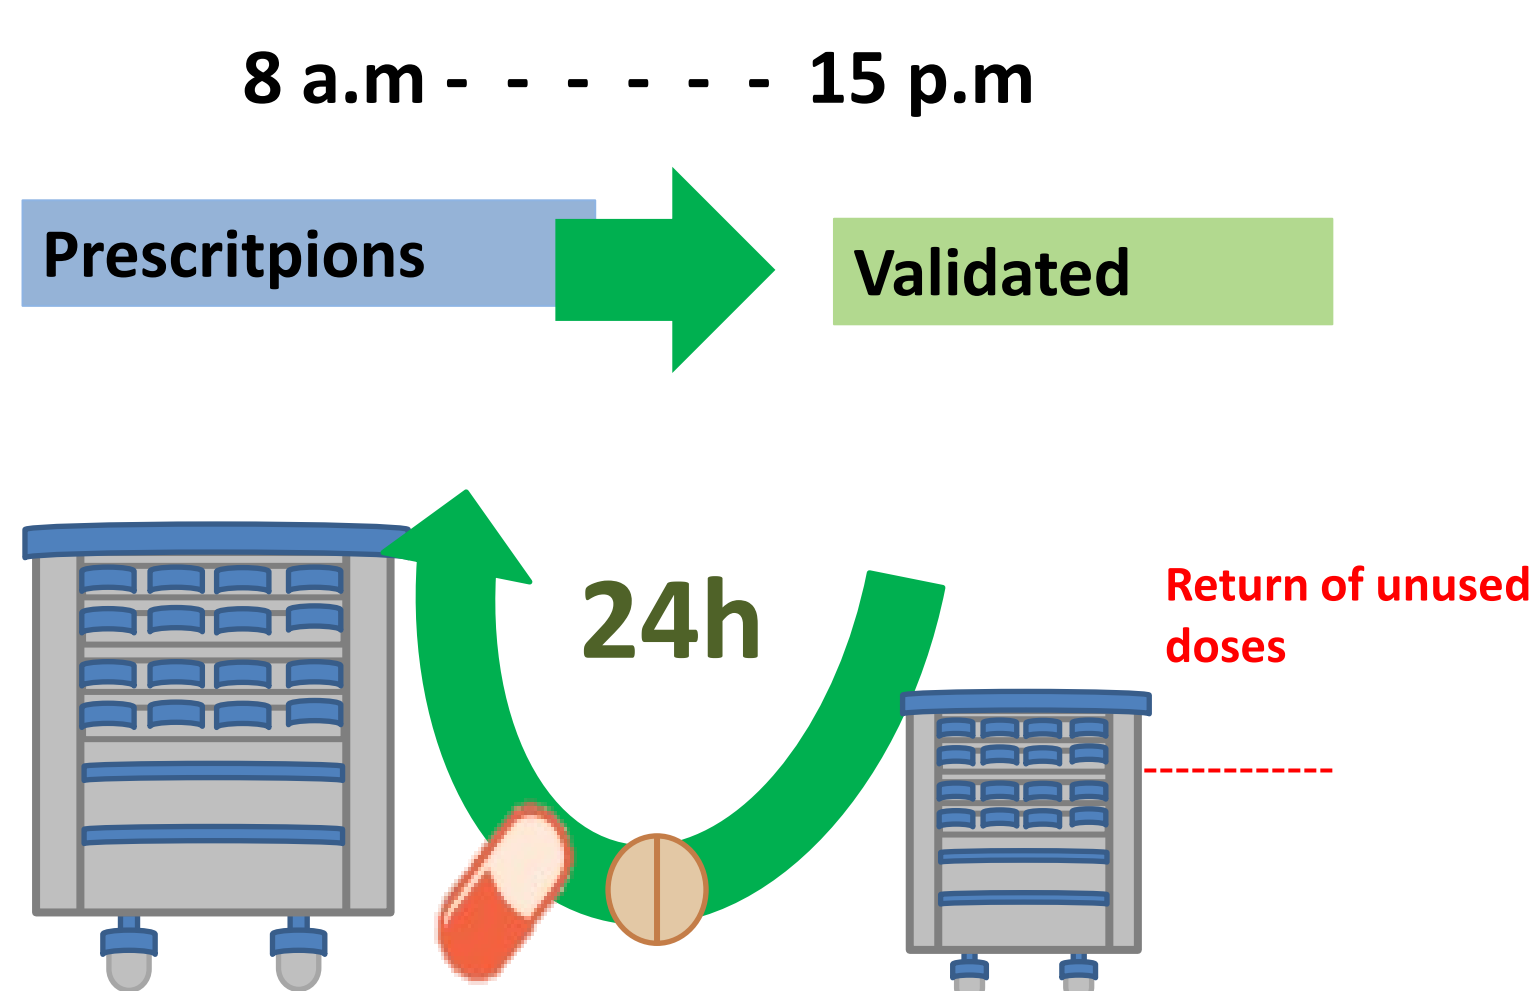 8 a.m - - - - - - 15 p.m
Prescritpions
Validated
24h
Return of unused
doses